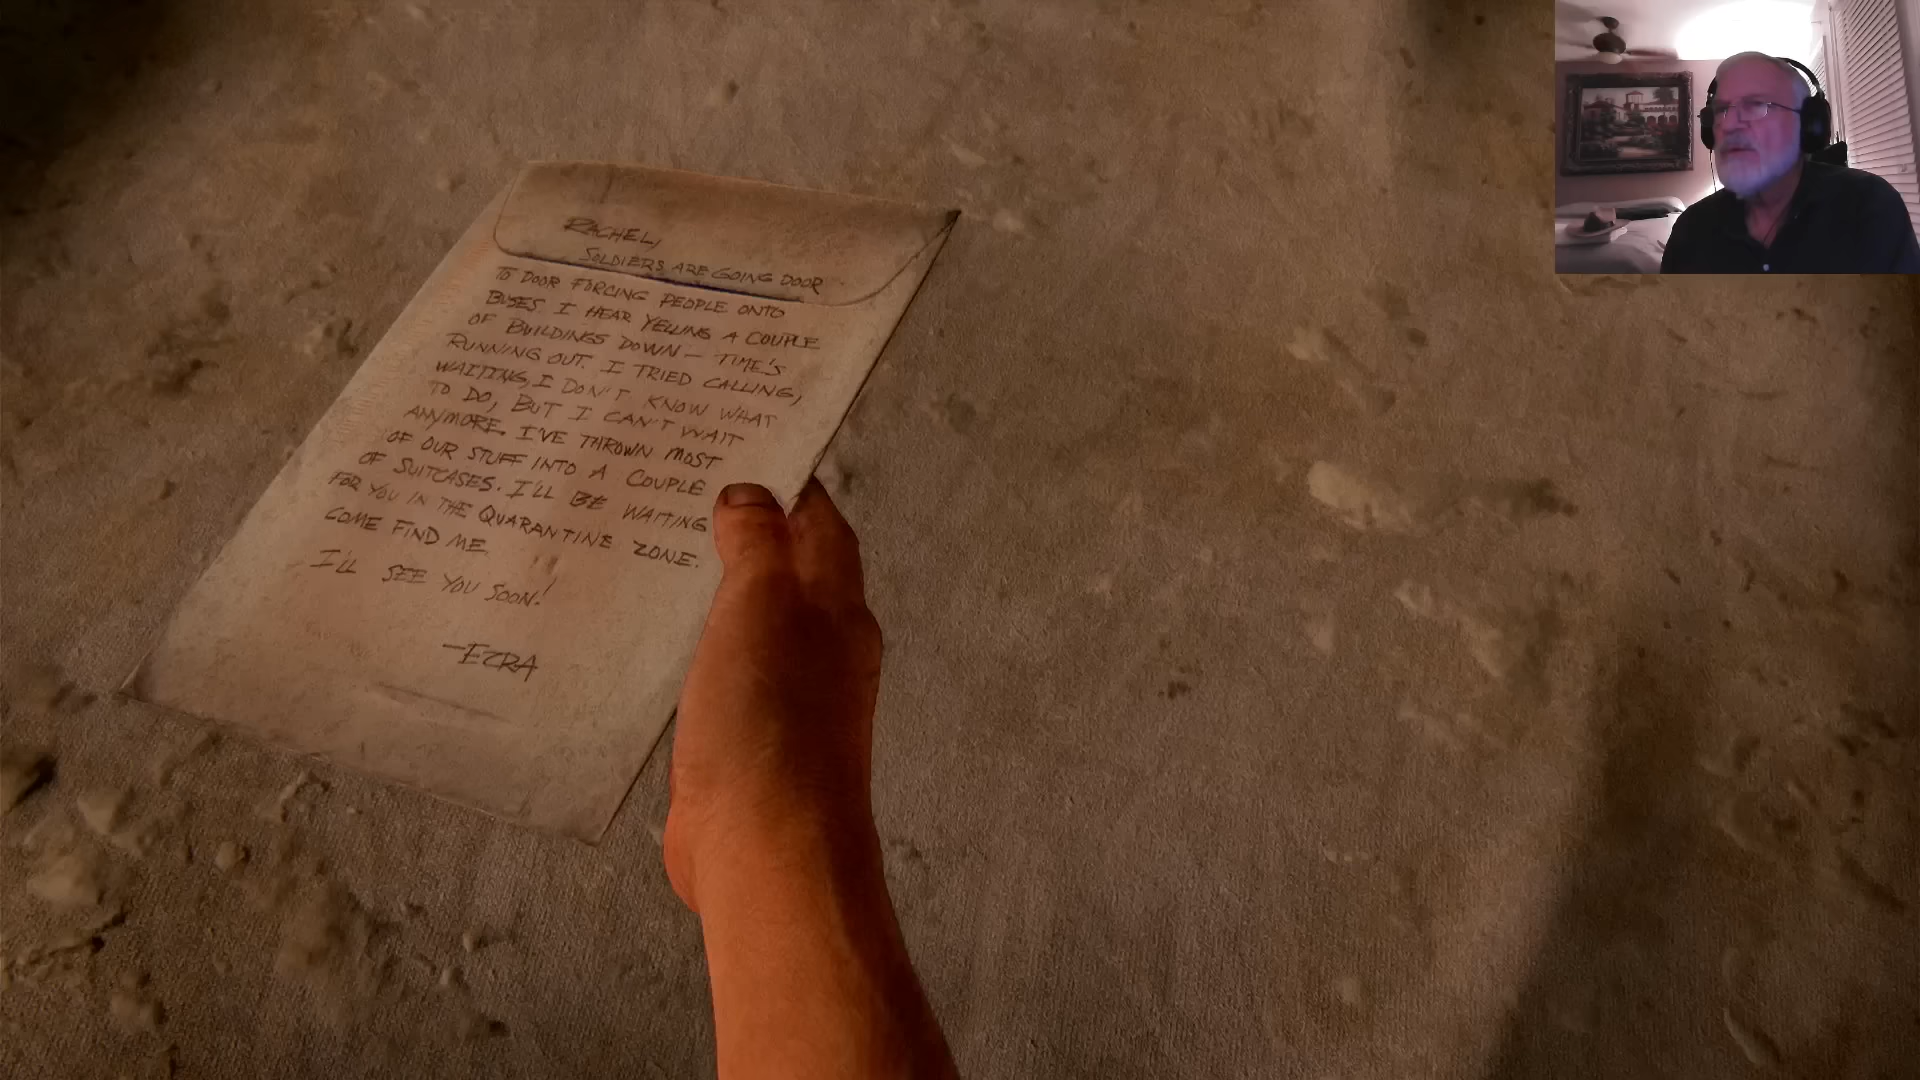 RACHEL,
SOLDIERS ARE GOING DOOR
TO DOOR FORCING PEOPLE ONTO
BUSES. I HEAR YELLING A COUPLE
OF BUILDINGS DOWN — TIME'S
RUNNING OUT. I TRIED CALLING,
WAITING, I DON'T KNOW WHAT
TO DO, BUT I CAN'T WAIT
ANYMORE. I'VE THROWN MOST
OF OUR STUFF INTO A COUPLE
OF SUITCASES. I'LL BE WAITING
FOR YOU IN THE QUARANTINE ZONE.
COME FIND ME.
I'LL SEE YOU SOON!
—EZRA